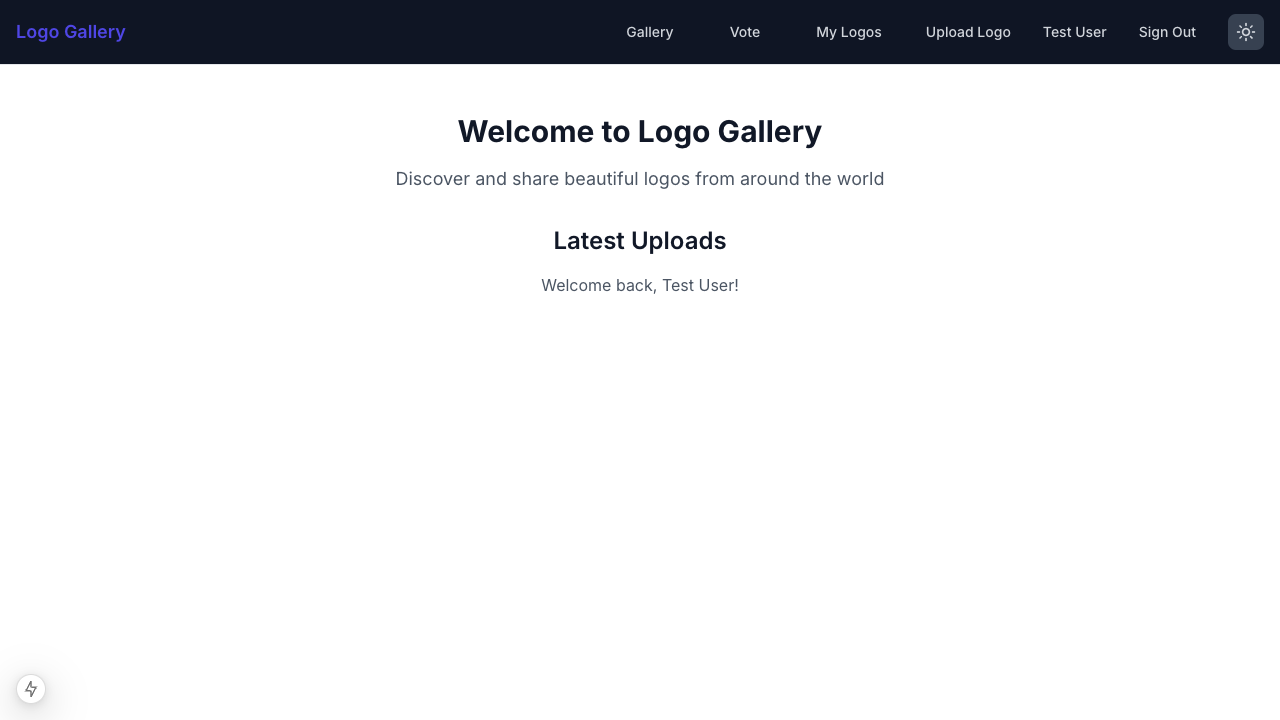 Logo Gallery
Gallery
Vote
My Logos
Upload Logo
Test User
Sign Out
Welcome to Logo Gallery
Discover and share beautiful logos from around the world
Latest Uploads
Welcome back, Test User!